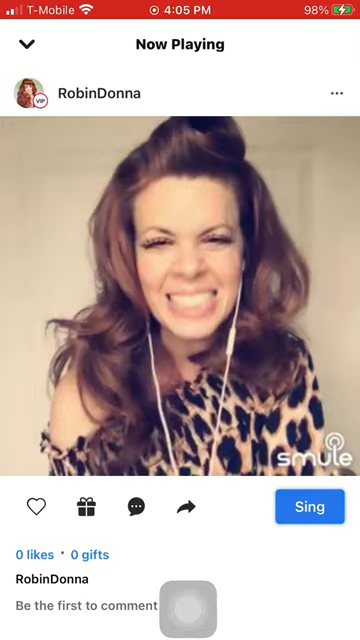 T-Mobile 4:05 PM 98%
Now Playing
VIP
RobinDonna
smule
Sing
0 likes • 0 gifts
RobinDonna
Be the first to comment